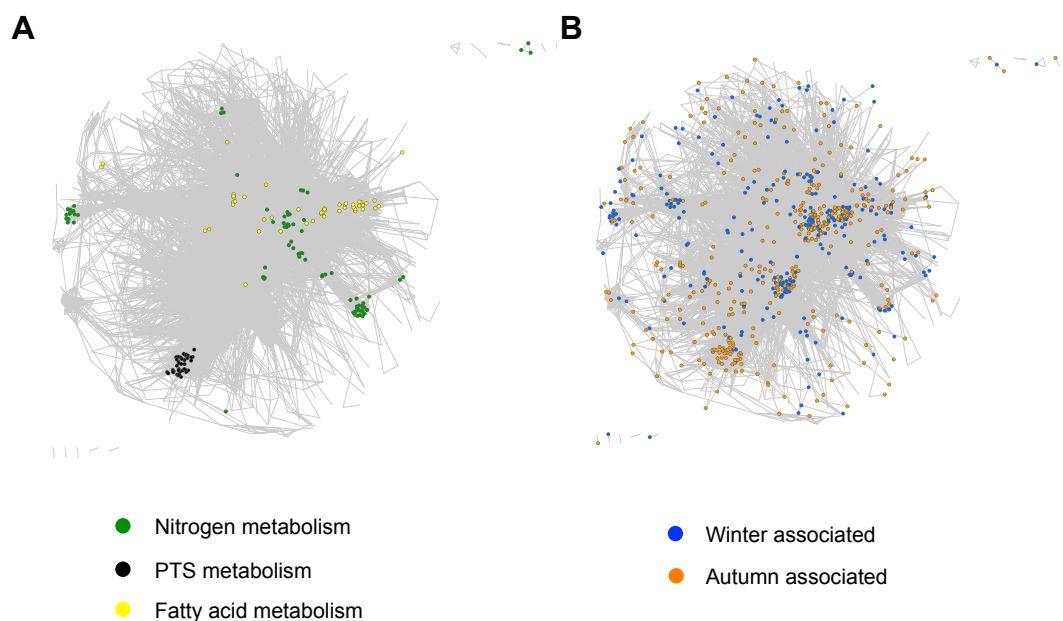 A
B
Nitrogen metabolism
PTS metabolism
Fatty acid metabolism
Winter associated
Autumn associated